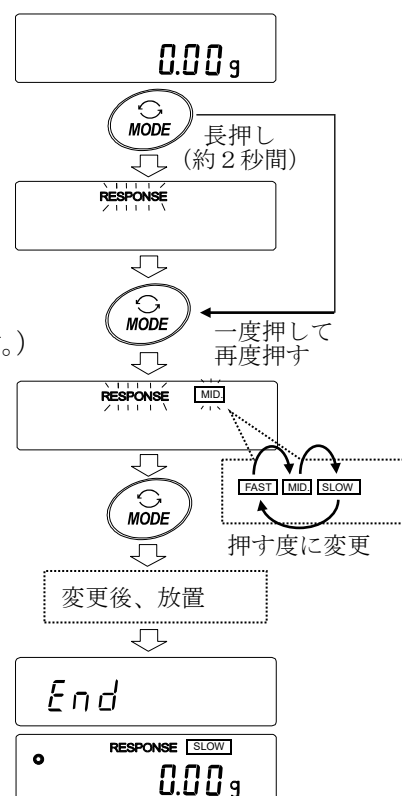 0.00 g
MODE
長押し
(約２秒間)
RESPONSE
MODE
一度押して
再度押す
。)
RESPONSE MID.
FAST MID. SLOW
MODE
押す度に変更
変更後、放置
End
RESPONSE SLOW
0.00 g